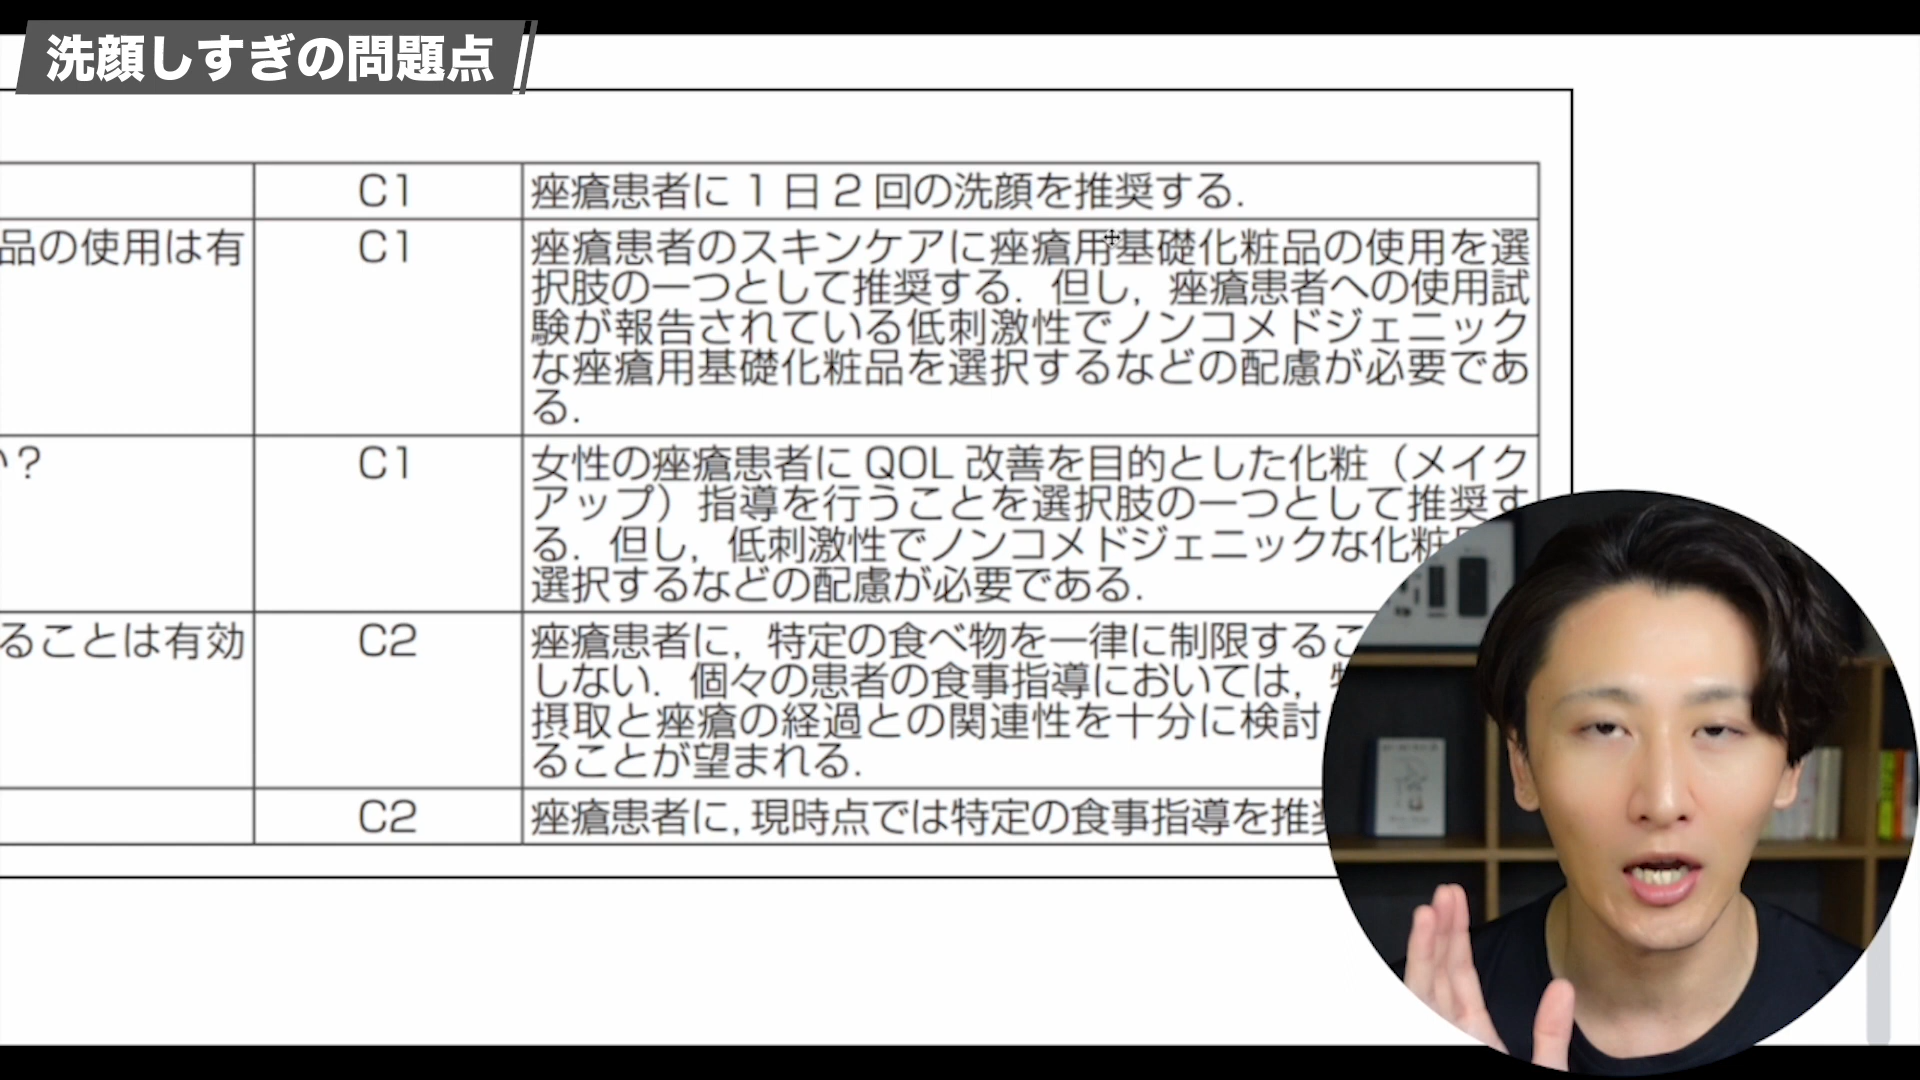 洗顔しすぎの問題点
C1
座瘡患者に 1 日 2 回の洗顔を推奨する.
品の使用は有
C1
座瘡患者のスキンケアに座瘡用基礎化粧品の使用を選
択肢の一つとして推奨する. 但し, 座瘡患者への使用試
験が報告されている低刺激性でノンコメドジェニック
な座瘡用基礎化粧品を選択するなどの配慮が必要であ
る.
い?
C1
女性の座瘡患者に QOL 改善を目的とした化粧（メイク
アップ）指導を行うことを選択肢の一つとして推奨す
る. 但し, 低刺激性でノンコメドジェニックな化粧
選択するなどの配慮が必要である.
ることは有効
C2
座瘡患者に, 特定の食べ物を一律に制限するこ
しない. 個々の患者の食事指導においては,
摂取と座瘡の経過との関連性を十分に検討
ることが望まれる.
C2
座瘡患者に, 現時点では特定の食事指導を推